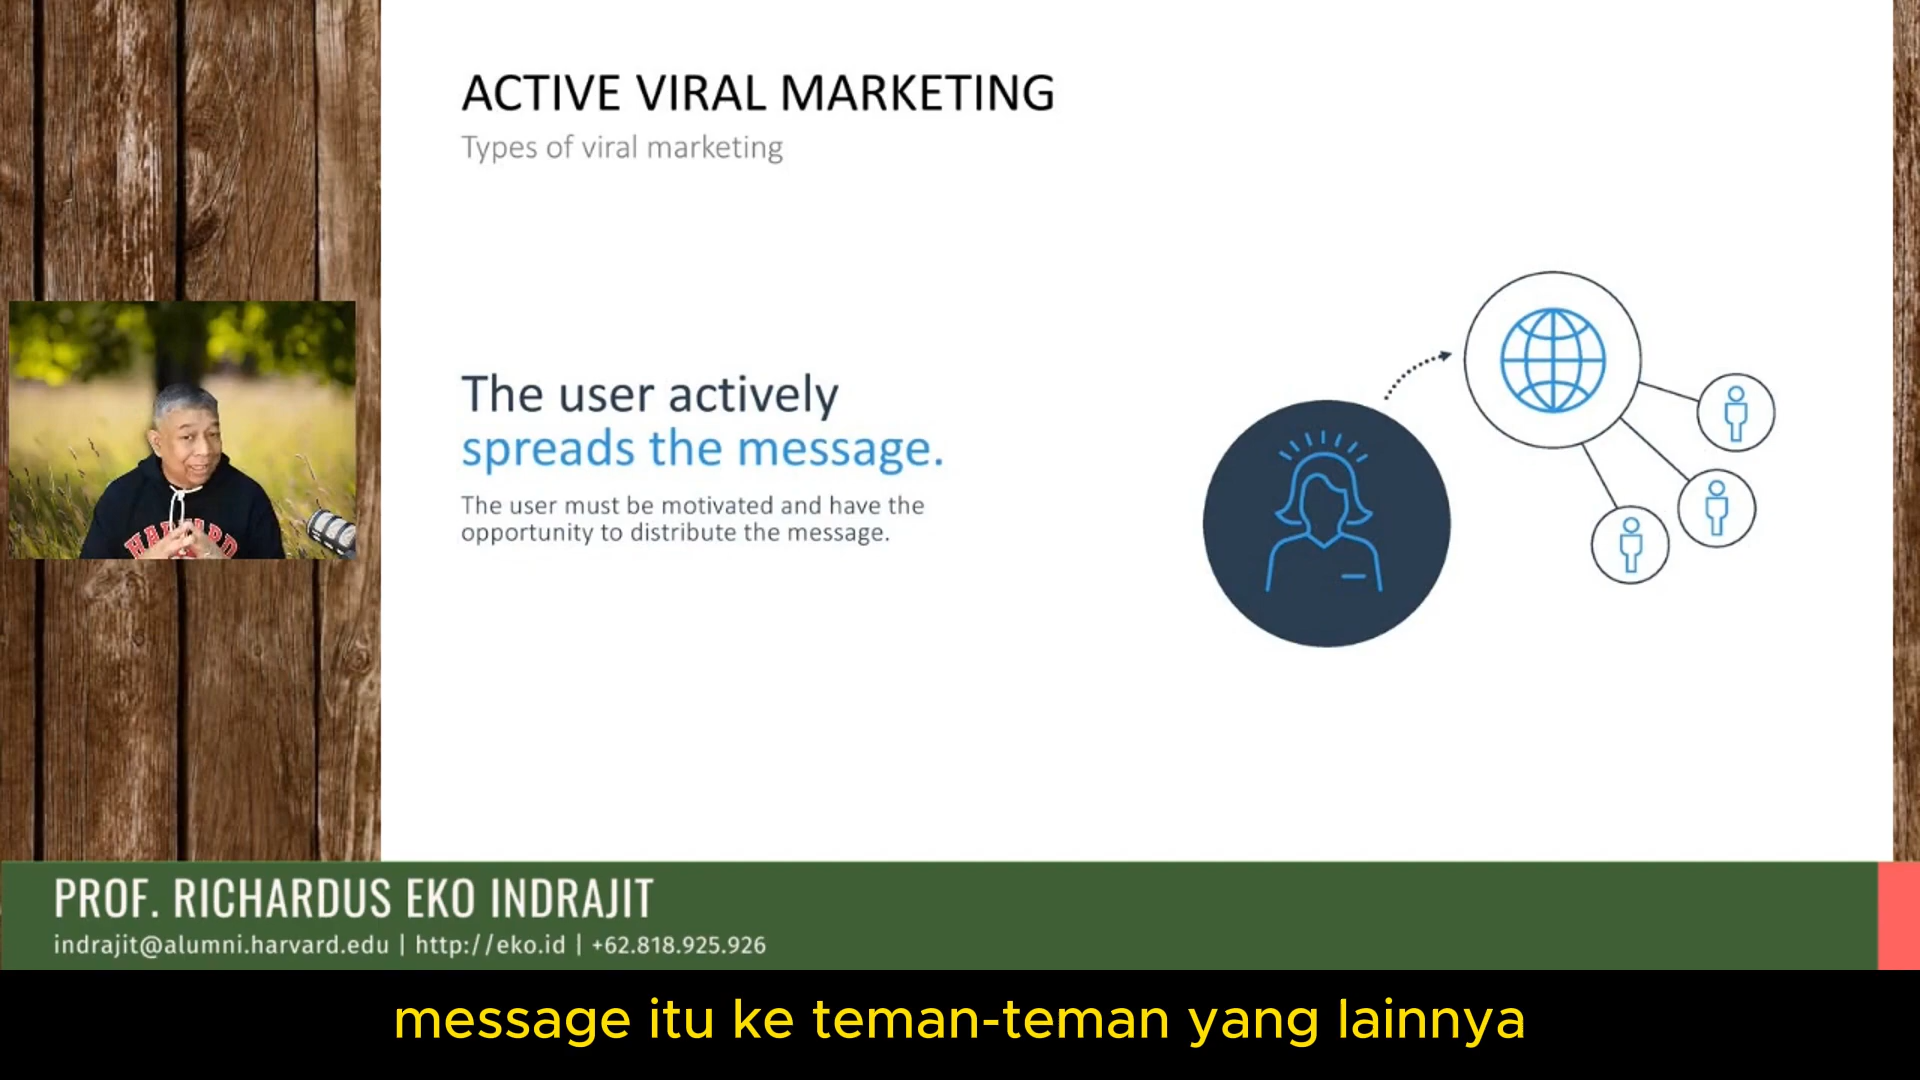 ACTIVE VIRAL MARKETING
Types of viral marketing
The user actively
spreads the message.
The user must be motivated and have the
opportunity to distribute the message.
HARVARD
PROF. RICHARDUS EKO INDRAJIT
indrajit@alumni.harvard.edu | http://eko.id | +62.818.925.926
message itu ke teman-teman yang lainnya